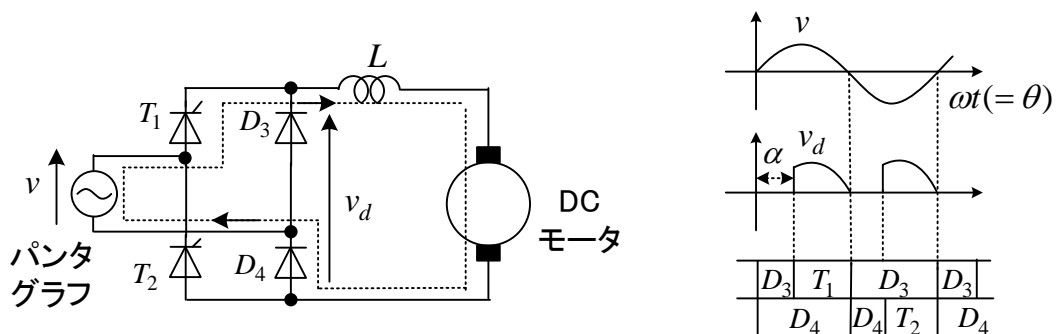 L
T1
D3
v
vd
パンタ
グラフ
T2
D4
DC
モータ
v
ωt(= θ)
vd
α
D3 T1 D3 D3
D4 D4 T2 D4